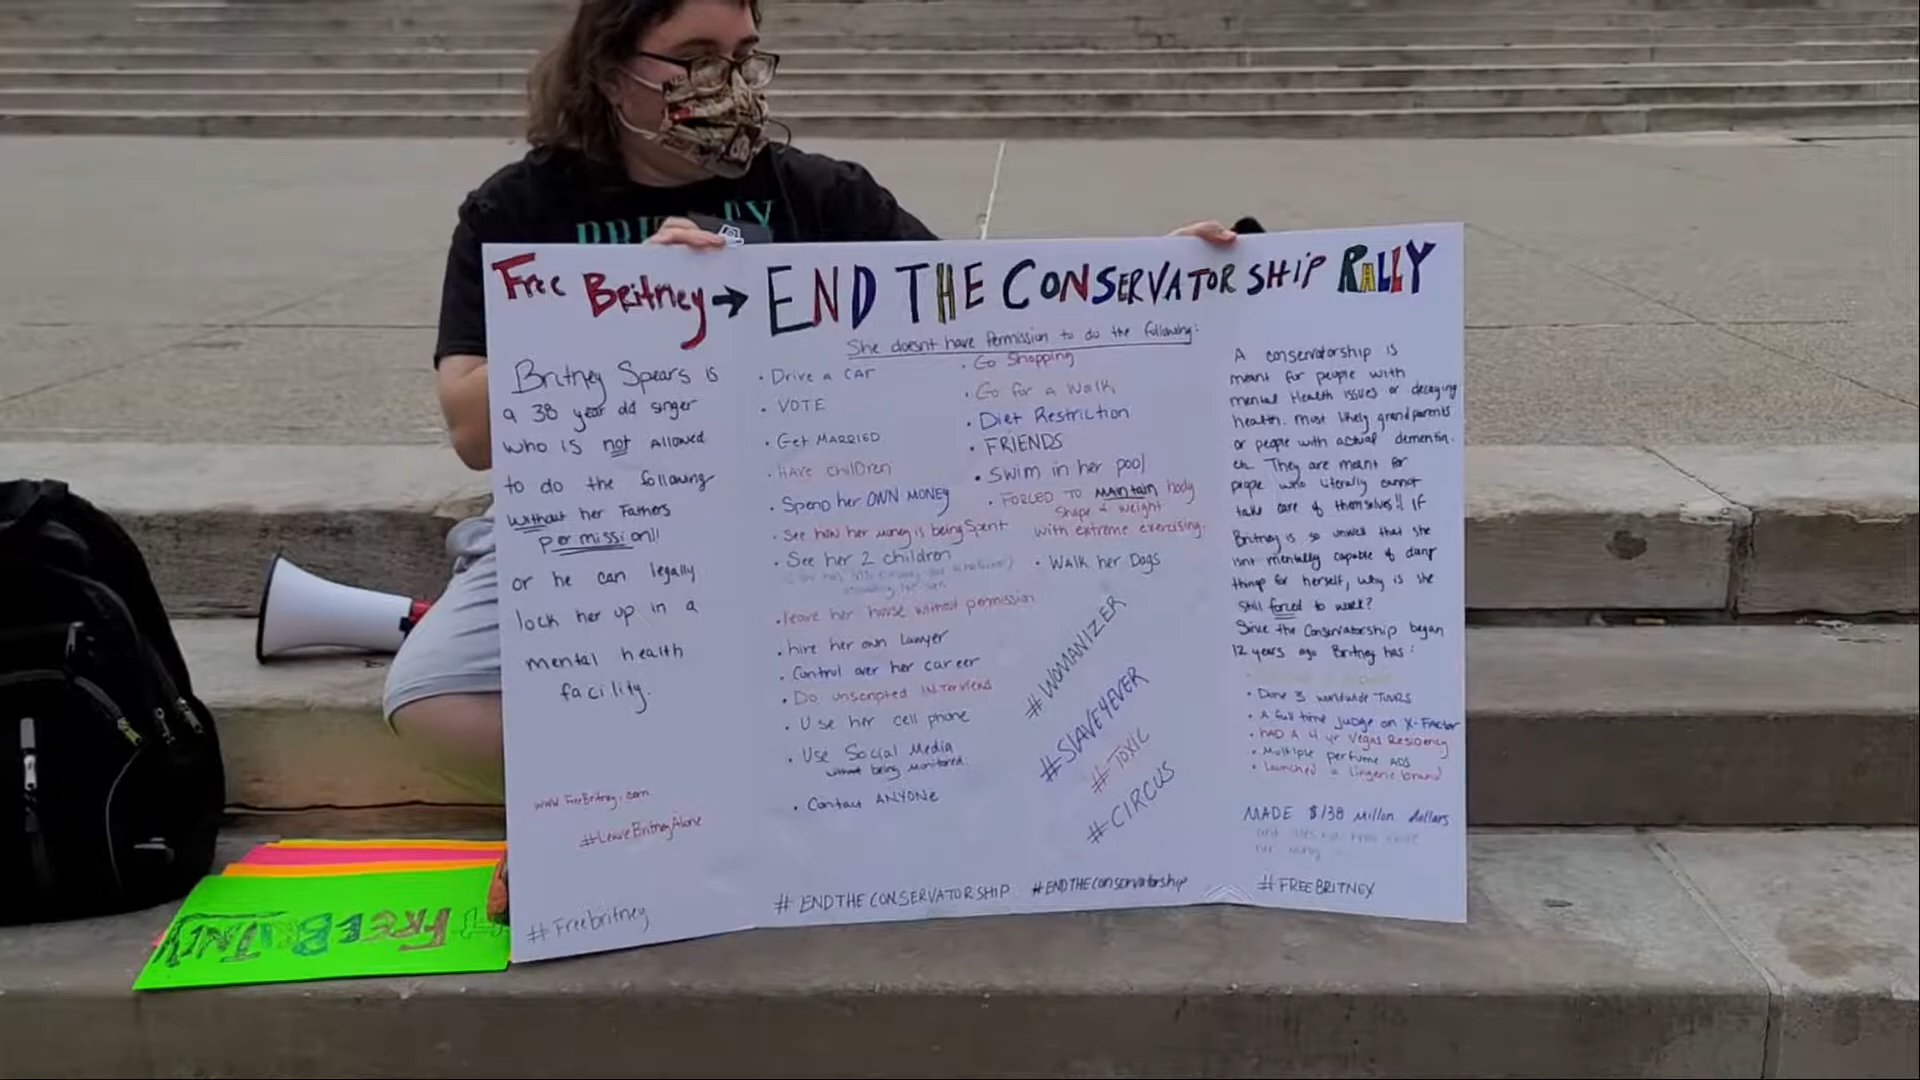 Free Britney → END THE CONSERVATORSHIP RALLY
Britney Spears is
a 38 year old singer
who is not Allowed
to do the following
without her Fathers
permission!!
or he can legally
lock her up in a
mental health
facility.
www.FreeBritney.com
#LeaveBritneyAlone
#Freebritney
She doesnt have Permission to do the following:
• Drive a CAR
• VOTE
• Get MARRIED
• HAve children
• Spend her OWN MONEY
• See how her money is being Spent
• See her 2 children
• leave her house without permission
• hire her own Lawyer
• Control over her career
• Do unscripted Interviews
• Use her cell phone
• Use Social Media
without being monitored.
• Contact ANYONe
• Go Shopping
• Go for a Walk
• Diet Restriction
• FRIENDS
• Swim in her pool
• FORCED TO MAintain body
Shape + weight
with extreme exercising.
• Walk her Dogs
#WOMANIZER
#SLAVE4EVER
#TOXIC
#CIRCUS
#ENDTHECONSERVATORSHIP #ENDTHEConservatorship
A conservatorship is
meant for people with
mental Health issues or decaying
health. most likely grandparents
or people with actual dementia.
They are meant for
people who literally cannot
take care of themselves!! IF
Britney is so unwell that she
isnt mentally capable of doing
things for herself, why is she
still forced to work?
Since the Conservatorship began
12 years ago Britney has:
• Done 3 worldwide TOURS
• A full time judge on X-Factor
• hAD A 4 yr Vegas Residency
• Multiple perfume ADS
• Launched a lingerie brand
MADE $138 Million dollars
#FREEBRITNEY
#FREEBRITNEY